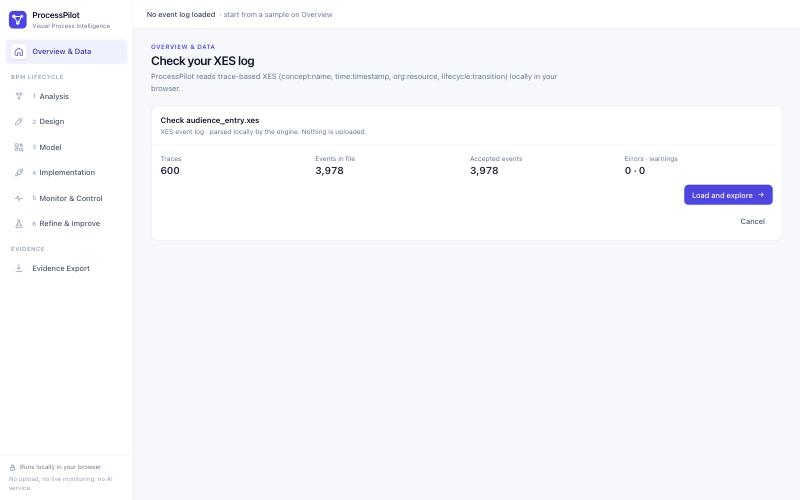 ProcessPilot
Visual Process Intelligence
No event log loaded · start from a sample on Overview
Overview & Data
BPM LIFECYCLE
1 Analysis
2 Design
3 Model
4 Implementation
5 Monitor & Control
6 Refine & Improve
EVIDENCE
Evidence Export
Runs locally in your browser
No upload, no live monitoring, no AI
service.
OVERVIEW & DATA
Check your XES log
ProcessPilot reads trace-based XES (concept:name, time:timestamp, org:resource, lifecycle:transition) locally in your
browser.
Check audience_entry.xes
XES event log · parsed locally by the engine. Nothing is uploaded.
Traces
600
Events in file
3,978
Accepted events
3,978
Errors · warnings
0 · 0
Load and explore →
Cancel